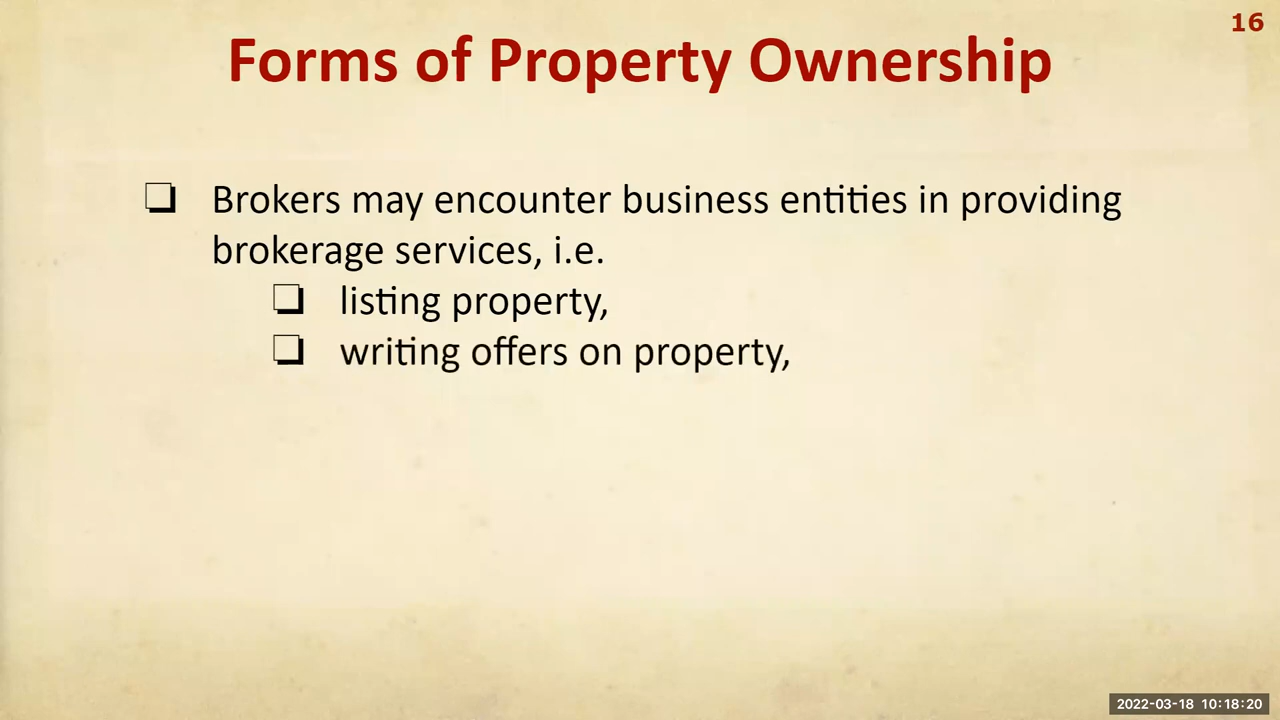 16
Forms of Property Ownership
❏ Brokers may encounter business entities in providing
brokerage services, i.e.
❏ listing property,
❏ writing offers on property,
2022-03-18 10:18:20